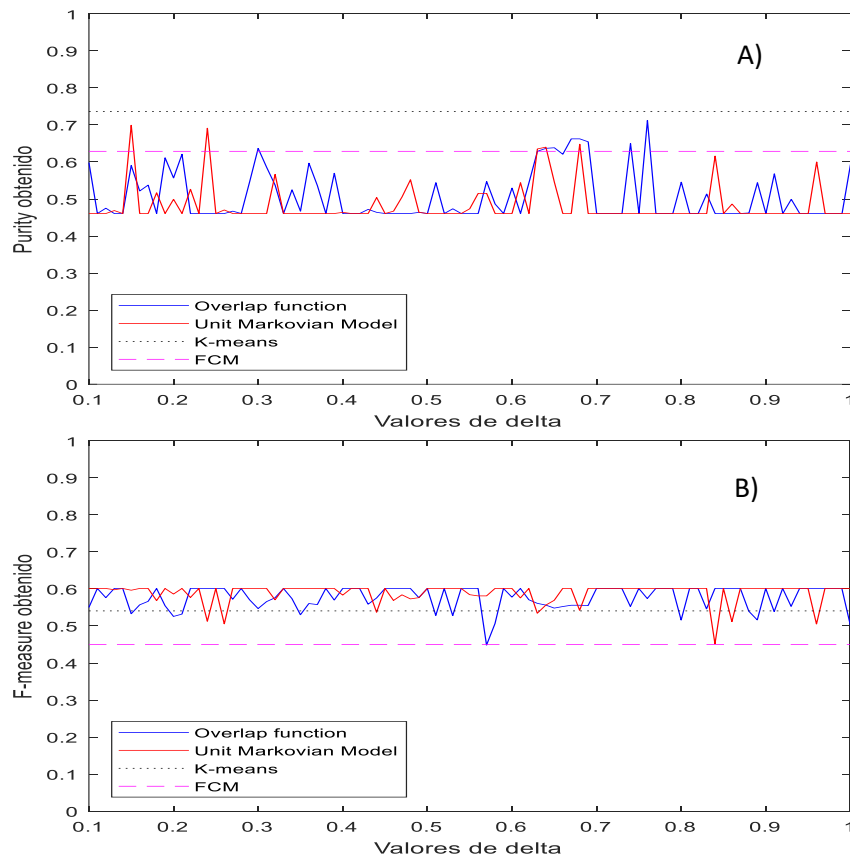 A)
Purity obtenido
1
0.9
0.8
0.7
0.6
0.5
0.4
0.3
0.2
0.1
0
Overlap function
Unit Markovian Model
K-means
FCM
0.1 0.2 0.3 0.4 0.5 0.6 0.7 0.8 0.9 1
Valores de delta
B)
F-measure obtenido
1
0.9
0.8
0.7
0.6
0.5
0.4
0.3
0.2
0.1
0
Overlap function
Unit Markovian Model
K-means
FCM
0.1 0.2 0.3 0.4 0.5 0.6 0.7 0.8 0.9 1
Valores de delta